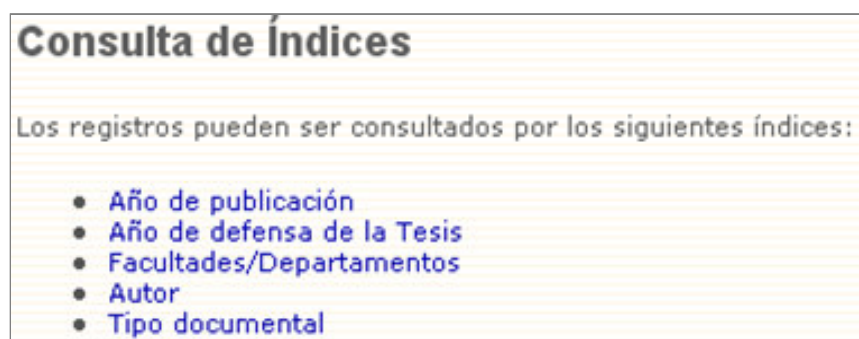 Consulta de Índices
Los registros pueden ser consultados por los siguientes índices:
• Año de publicación
• Año de defensa de la Tesis
• Facultades/Departamentos
• Autor
• Tipo documental